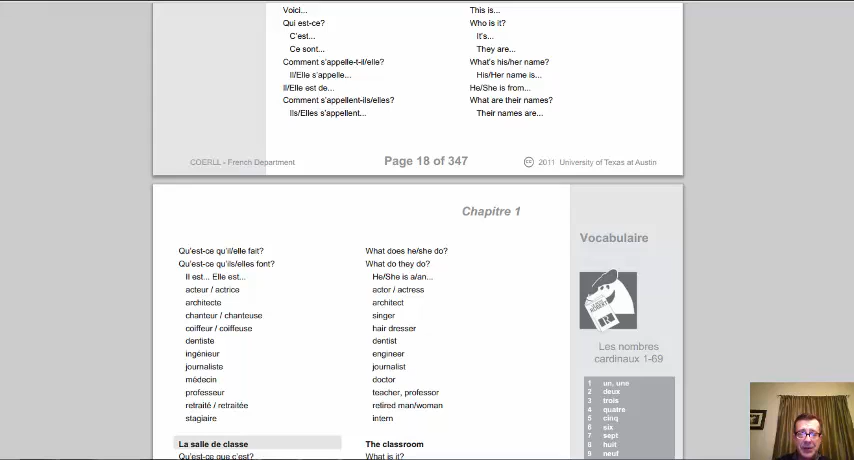 Voici... This is...
Qui est-ce? Who is it?
C'est... It's...
Ce sont... They are...
Comment s'appelle-t-il/elle? What's his/her name?
Il/Elle s'appelle... His/Her name is...
Il/Elle est de... He/She is from...
Comment s'appellent-ils/elles? What are their names?
Ils/Elles s'appellent... Their names are...
COERLL - French Department Page 18 of 347 cc 2011 University of Texas at Austin
Chapitre 1
Qu'est-ce qu'il/elle fait? What does he/she do?
Qu'est-ce qu'ils/elles font? What do they do?
Il est... Elle est... He/She is a/an...
acteur / actrice actor / actress
architecte architect
chanteur / chanteuse singer
coiffeur / coiffeuse hair dresser
dentiste dentist
ingénieur engineer
journaliste journalist
médecin doctor
professeur teacher, professor
retraité / retraitée retired man/woman
stagiaire intern
La salle de classe The classroom
Qu'est-ce que c'est? What is it?
Vocabulaire
ROBERT
R
Les nombres
cardinaux 1-69
1 un, une
2 deux
3 trois
4 quatre
5 cinq
6 six
7 sept
8 huit
9 neuf